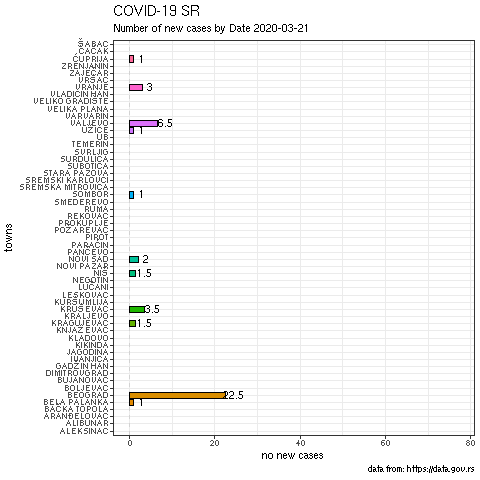 COVID-19 SR
Number of new cases by Date 2020-03-21
ŠABAC
ČAČAK
ĆUPRIJA 1
ZRENJANIN
ZAJEČAR
VRŠAC
VRANJE 3
VLADIČIN HAN
VELIKO GRADIŠTE
VELIKA PLANA
VARVARIN
VALJEVO 6.5
UŽICE 1
UB
TEMERIN
SVRLJIG
SURDULICA
SUBOTICA
STARA PAZOVA
SREMSKI KARLOVCI
SREMSKA MITROVICA
SOMBOR 1
SMEDEREVO
RUMA
REKOVAC
PROKUPLJE
POŽAREVAC
PIROT
PARAĆIN
PANČEVO
NOVI SAD 2
NOVI PAZAR
NIŠ 1.5
NEGOTIN
LUČANI
LESKOVAC
KURŠUMLIJA
KRUŠEVAC 3.5
KRALJEVO
KRAGUJEVAC 1.5
KNJAŽEVAC
KLADOVO
KIKINDA
JAGODINA
IVANJICA
GADŽIN HAN
DIMITROVGRAD
BUJANOVAC
BOLJEVAC
BEOGRAD 22.5
BELA PALANKA 1
BAČKA TOPOLA
ARANĐELOVAC
ALIBUNAR
ALEKSINAC
towns
0 20 40 60 80
no new cases
data from: https://data.gov.rs